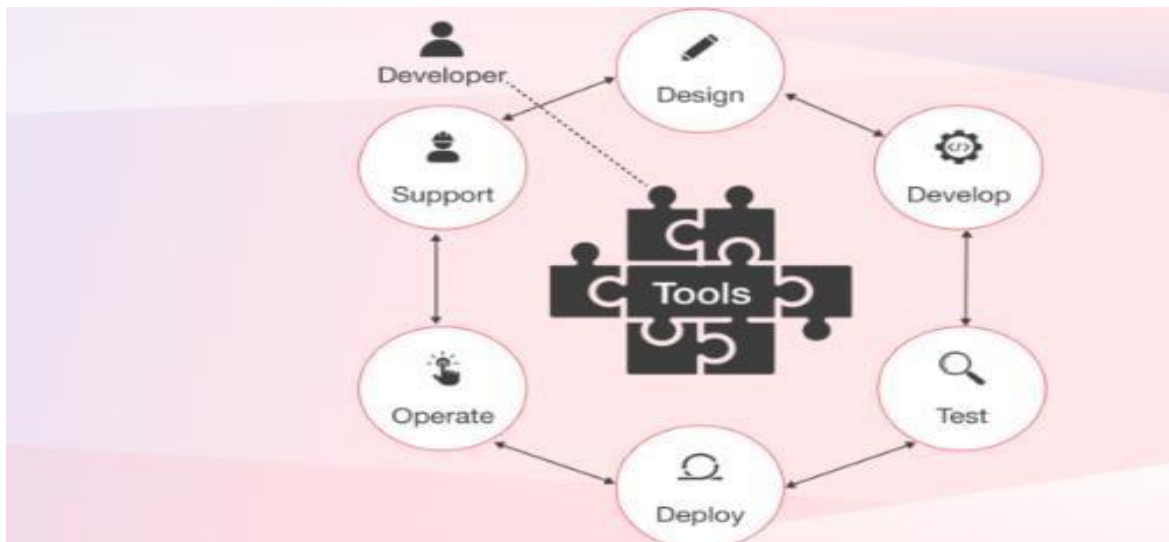 Developer
Design
Support
Develop
Tools
Operate
Test
Deploy